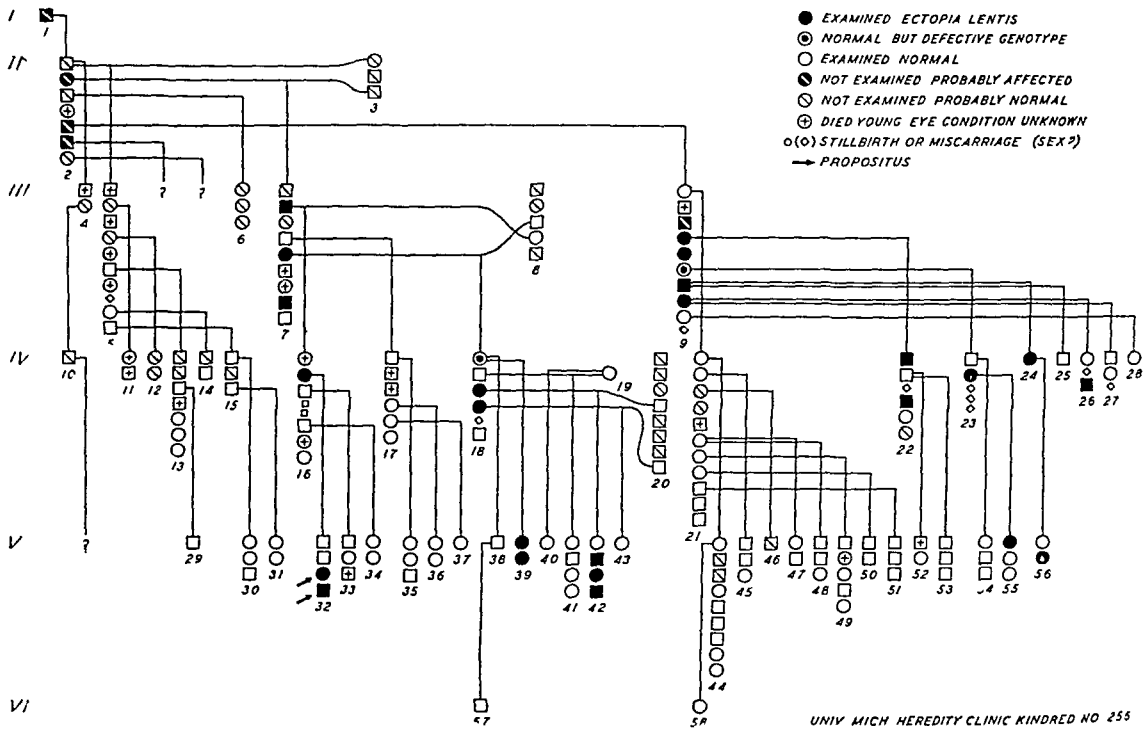 I
1
● EXAMINED ECTOPIA LENTIS
◉ NORMAL BUT DEFECTIVE GENOTYPE
○ EXAMINED NORMAL
NOT EXAMINED PROBABLY AFFECTED
NOT EXAMINED PROBABLY NORMAL
DIED YOUNG EYE CONDITION UNKNOWN
○(◇) STILLBIRTH OR MISCARRIAGE (SEX?)
→ PROPOSITUS
II
3
2
? ?
III
4 6 8
5 7 9
IV
10 11 12 14 15 19 24 25 28
13 16 17 18 20 22 23 26 27
21
V
?
29 31 34 37 38 40 43 46
30 32 33 35 36 39 41 42 45 47 48 49 50 51 52 53 54 55 56
44
VI
57 58
UNIV MICH HEREDITY CLINIC KINDRED NO 255